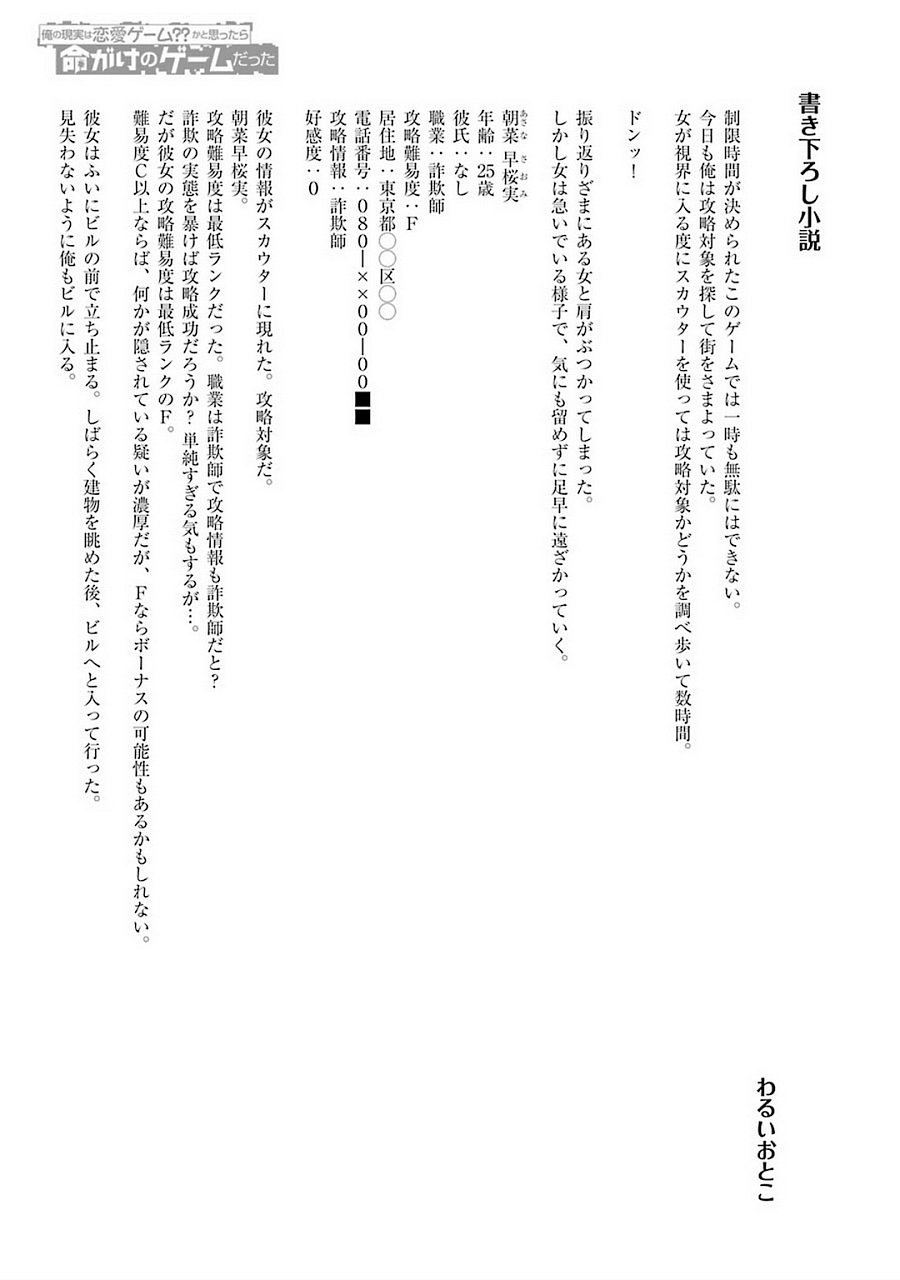 俺の現実は恋愛ゲーム??かと思ったら
命がけのゲームだった
書き下ろし小説
わるいおとこ
制限時間が決められたこのゲームでは一時も無駄にはできない。
今日も俺は攻略対象を探して街をさまよっていた。
女が視界に入る度にスカウターを使っては攻略対象かどうかを調べ歩いて数時間。
ドンッ！
振り返りざまにある女と肩がぶつかってしまった。
しかし女は急いでいる様子で、気にも留めずに足早に遠ざかっていく。
あさな さおみ
朝菜 早桜実
年齢：25歳
彼氏：なし
職業：詐欺師
攻略難易度：F
居住地：東京都〇〇区〇〇
電話番号：080ー××00ー00■■
攻略情報：詐欺師
好感度：0
彼女の情報がスカウターに現れた。攻略対象だ。
朝菜早桜実。
攻略難易度は最低ランクだった。職業は詐欺師で攻略情報も詐欺師だと？
詐欺の実態を暴けば攻略成功だろうか？単純すぎる気もするが…。
だが彼女の攻略難易度は最低ランクのF。
難易度C以上ならば、何かが隠されている疑いが濃厚だが、Fならボーナスの可能性もあるかもしれない。
彼女はふいにビルの前で立ち止まる。しばらく建物を眺めた後、ビルへと入って行った。
見失わないように俺もビルに入る。